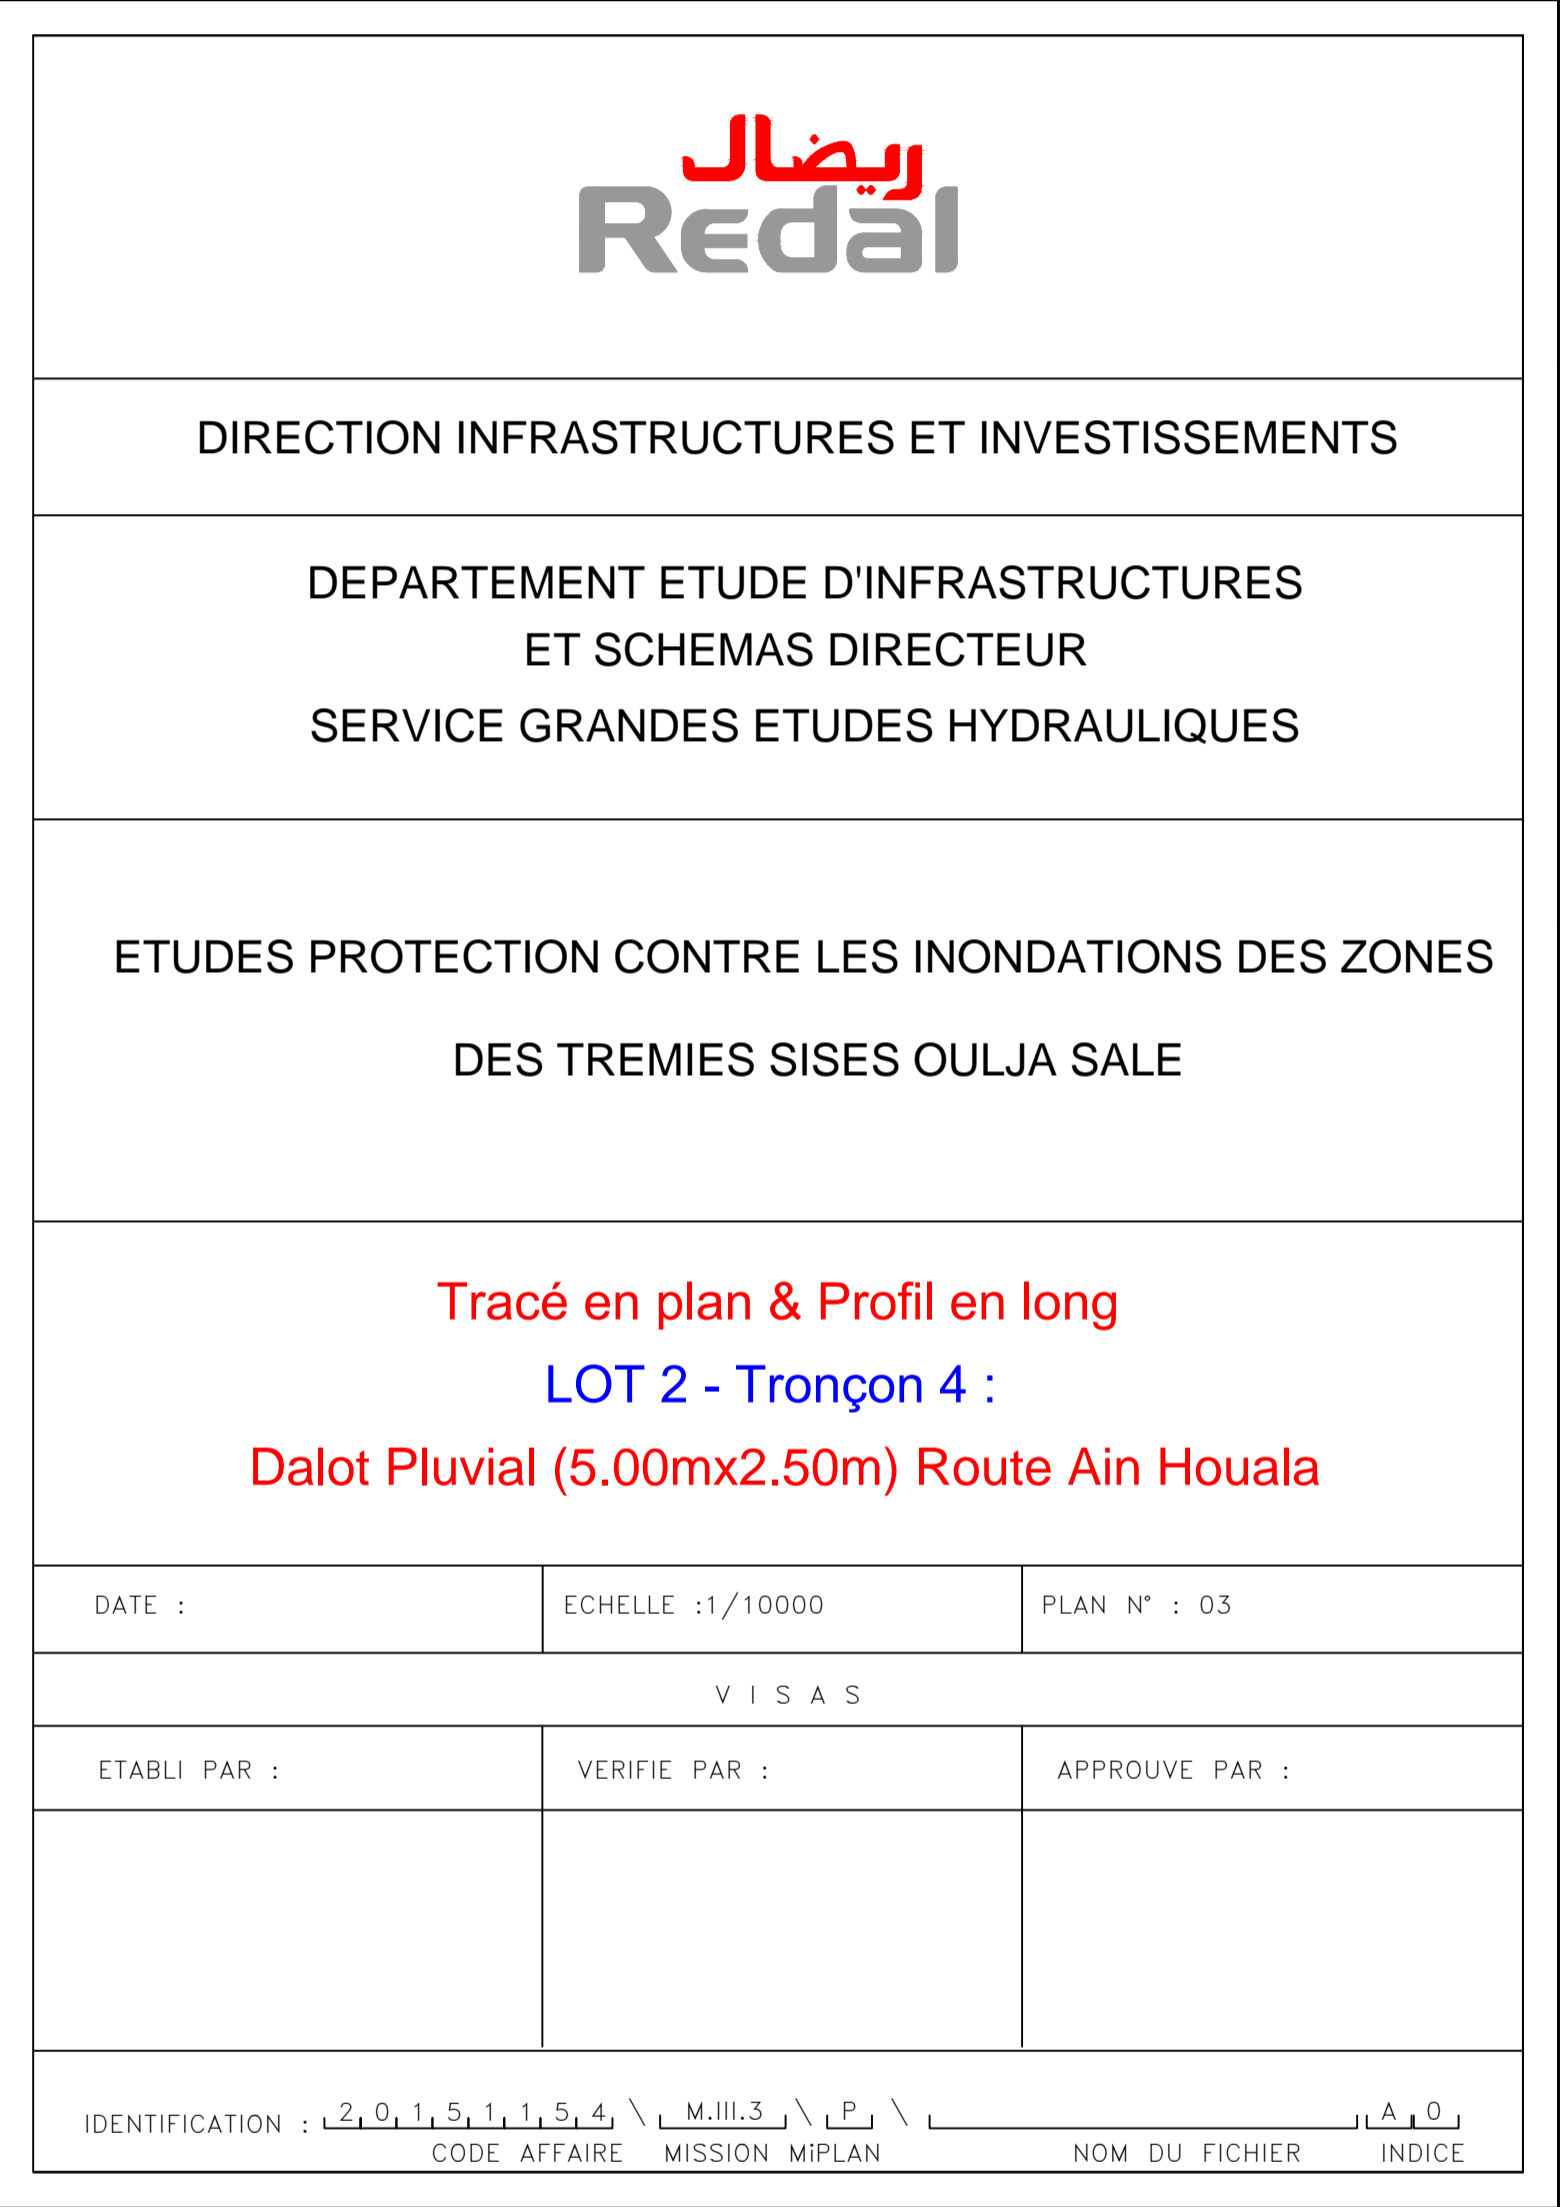 ريضال
Redal
DIRECTION INFRASTRUCTURES ET INVESTISSEMENTS
DEPARTEMENT ETUDE D'INFRASTRUCTURES
ET SCHEMAS DIRECTEUR
SERVICE GRANDES ETUDES HYDRAULIQUES
ETUDES PROTECTION CONTRE LES INONDATIONS DES ZONES
DES TREMIES SISES OULJA SALE
Tracé en plan & Profil en long
LOT 2 - Tronçon 4 :
Dalot Pluvial (5.00mx2.50m) Route Ain Houala
DATE : ECHELLE :1/10000 PLAN N° : 03
V I S A S
ETABLI PAR : VERIFIE PAR : APPROUVE PAR :
IDENTIFICATION : 2 0 1 5 1 1 5 4 \ M.III.3 \ P \ A 0
CODE AFFAIRE MISSION MiPLAN NOM DU FICHIER INDICE